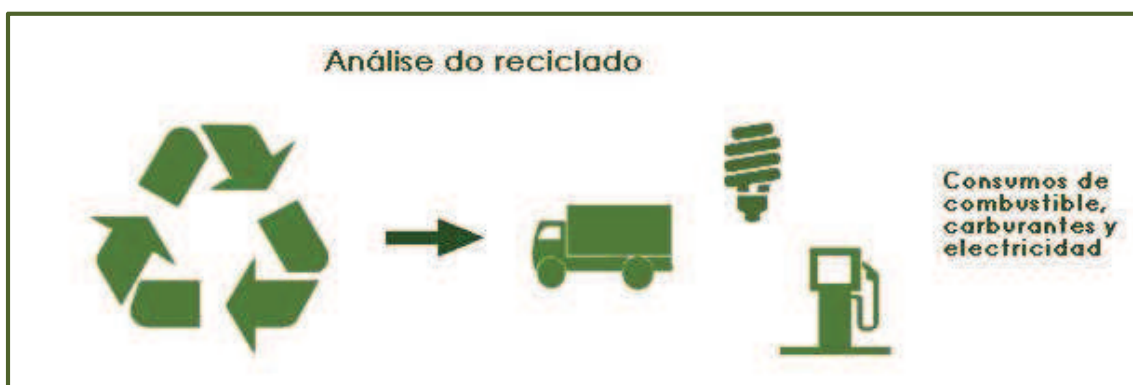 Análise do reciclado
Consumos de
combustible,
carburantes y
electricidad